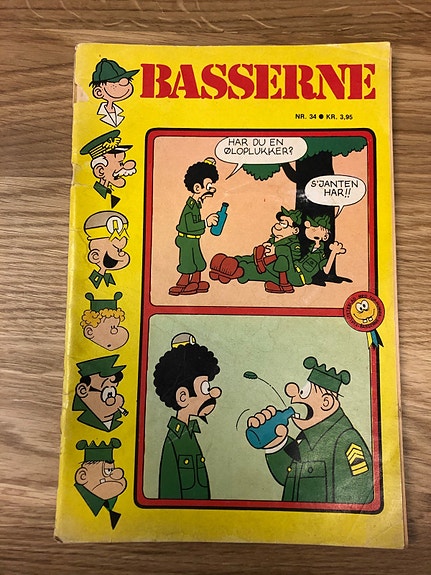 BASSERNE
NR. 34 ● KR. 3,95
HAR DU EN
ØLOPLUKKER?
S'JANTEN
HAR!!